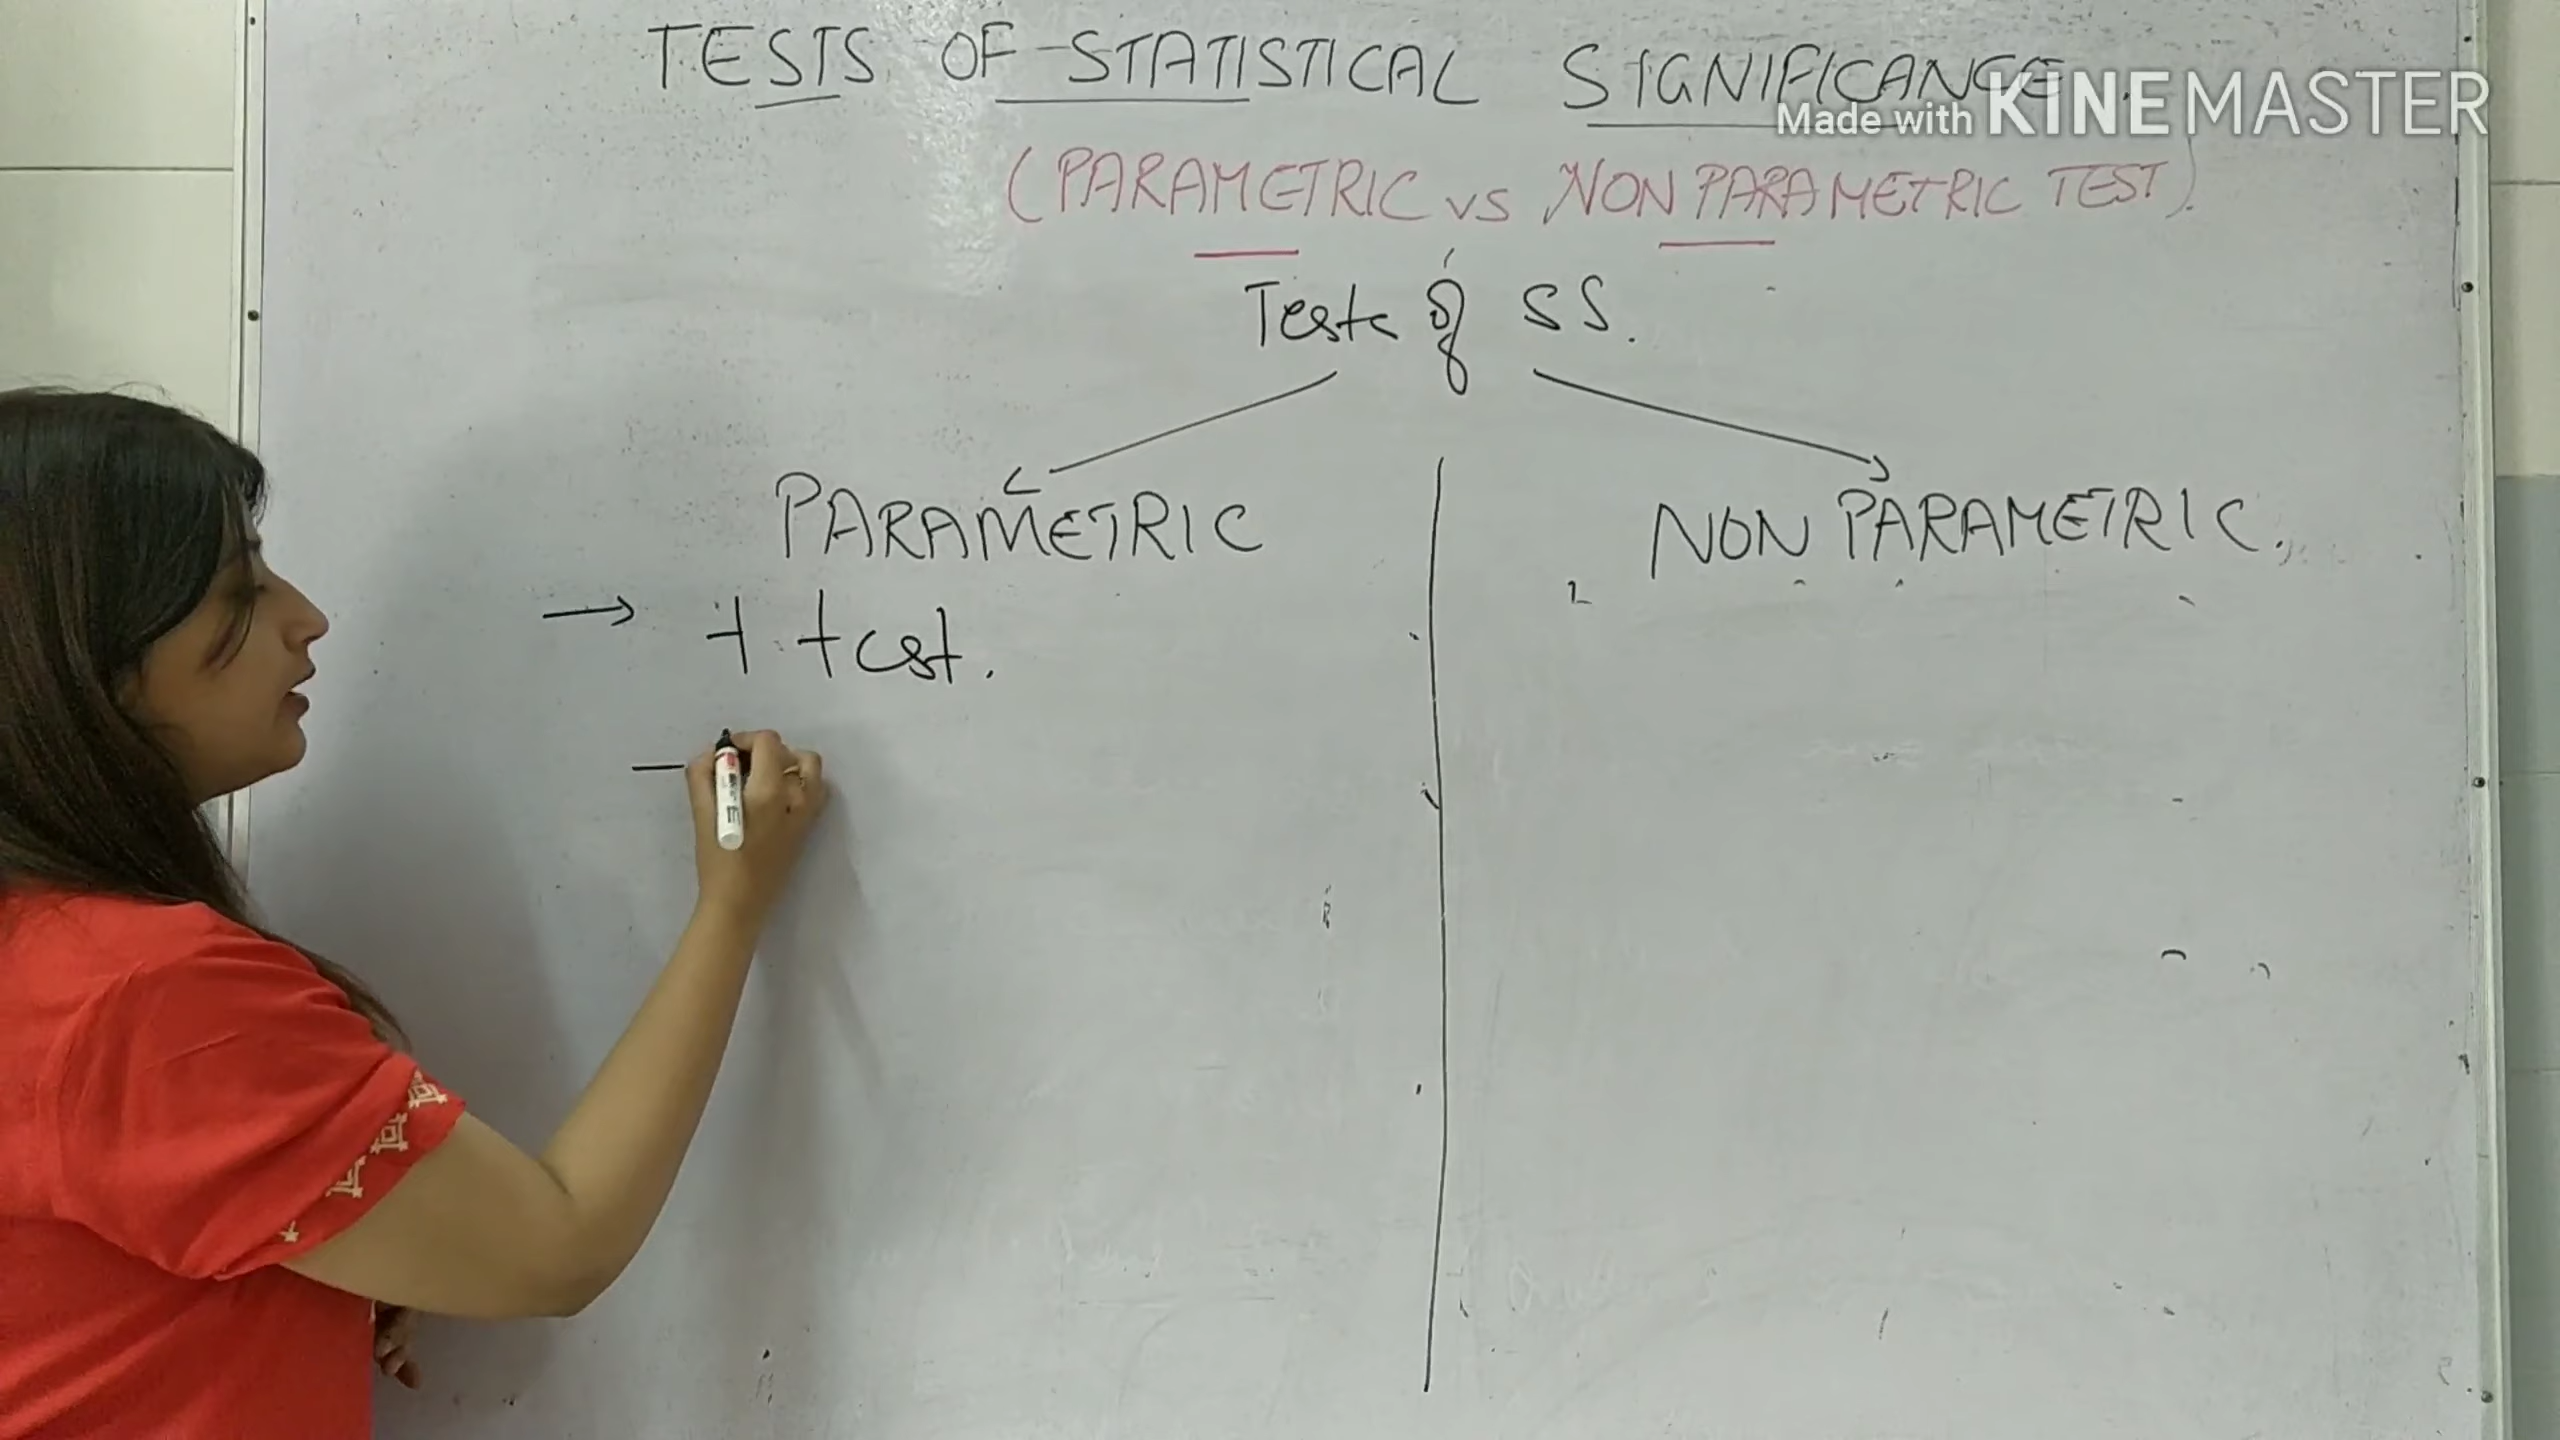 TESTS OF STATISTICAL SIGNIFICANCE.
Made with KINEMASTER
(PARAMETRIC VS NON PARAMETRIC TEST).
Tests of SS.
PARAMETRIC
NON PARAMETRIC.
→ t test.